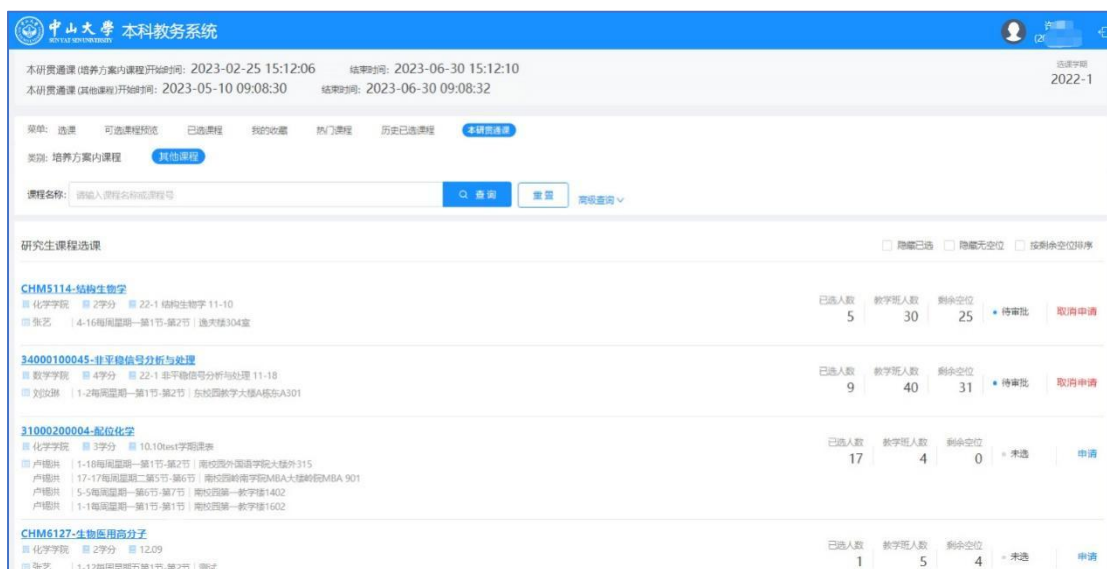 中山大學 本科教务系统
SUN YAT-SEN UNIVERSITY
许
(20
本研贯通课(培养方案内课程)开始时间: 2023-02-25 15:12:06 结束时间: 2023-06-30 15:12:10
本研贯通课(其他课程)开始时间: 2023-05-10 09:08:30 结束时间: 2023-06-30 09:08:32
选课学期
2022-1
菜单: 选课 可选课程预览 已选课程 我的收藏 热门课程 历史已选课程 本研贯通课
类别: 培养方案内课程 其他课程
课程名称: 请输入课程名称或课程号 查询 重置 高级查询
研究生课程选课 隐藏已选 隐藏无空位 按剩余空位排序
CHM5114-结构生物学
化学学院 2学分 22-1 结构生物学 11-10
张艺 | 4-16每周星期一第1节-第2节 | 逸夫楼304室
已选人数 教学班人数 剩余空位
5 30 25 待审批 取消申请
34000100045-非平稳信号分析与处理
数学学院 4学分 22-1 非平稳信号分析与处理 11-18
刘汝琳 | 1-2每周星期一第1节-第2节 | 东校园教学大楼A栋东A301
已选人数 教学班人数 剩余空位
9 40 31 待审批 取消申请
31000200004-配位化学
化学学院 3学分 10.10test学期课表
卢锡洪 | 1-18每周星期一第1节-第2节 | 南校园外国语学院大楼外315
卢锡洪 | 17-17每周星期二第5节-第6节 | 南校园岭南学院MBA大楼岭院MBA 901
卢锡洪 | 5-5每周星期一第6节-第7节 | 南校园第一教学楼1402
卢锡洪 | 1-1每周星期一第1节-第1节 | 南校园第一教学楼1602
已选人数 教学班人数 剩余空位
17 4 0 未选 申请
CHM6127-生物医用高分子
化学学院 2学分 12.09
张艺 | 1-12每周星期五第1节-第2节 | 测试
已选人数 教学班人数 剩余空位
1 5 4 未选 申请